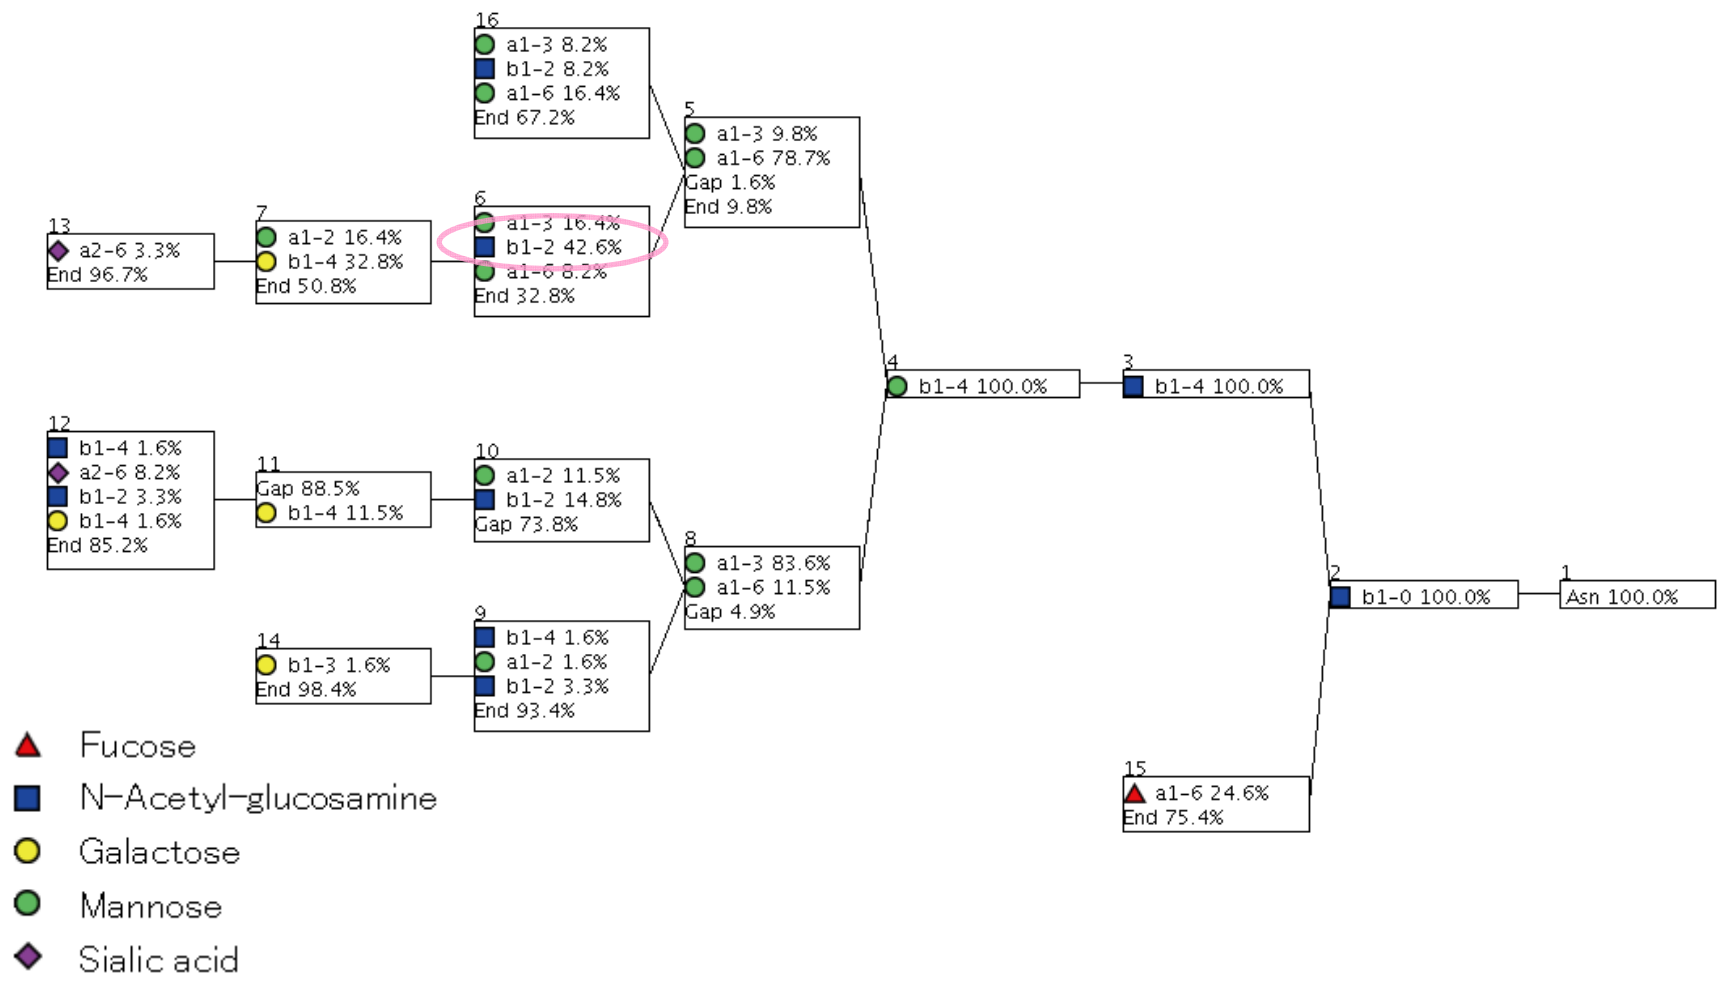 16
a1-3 8.2%
b1-2 8.2%
a1-6 16.4%
End 67.2%
5
a1-3 9.8%
a1-6 78.7%
Gap 1.6%
End 9.8%
6
a1-3 16.4%
b1-2 42.6%
a1-6 8.2%
End 32.8%
7
a1-2 16.4%
b1-4 32.8%
End 50.8%
13
a2-6 3.3%
End 96.7%
4
b1-4 100.0%
3
b1-4 100.0%
12
b1-4 1.6%
a2-6 8.2%
b1-2 3.3%
b1-4 1.6%
End 85.2%
11
Gap 88.5%
b1-4 11.5%
10
a1-2 11.5%
b1-2 14.8%
Gap 73.8%
8
a1-3 83.6%
a1-6 11.5%
Gap 4.9%
2
b1-0 100.0%
1
Asn 100.0%
14
b1-3 1.6%
End 98.4%
9
b1-4 1.6%
a1-2 1.6%
b1-2 3.3%
End 93.4%
15
a1-6 24.6%
End 75.4%
Fucose
N-Acetyl-glucosamine
Galactose
Mannose
Sialic acid